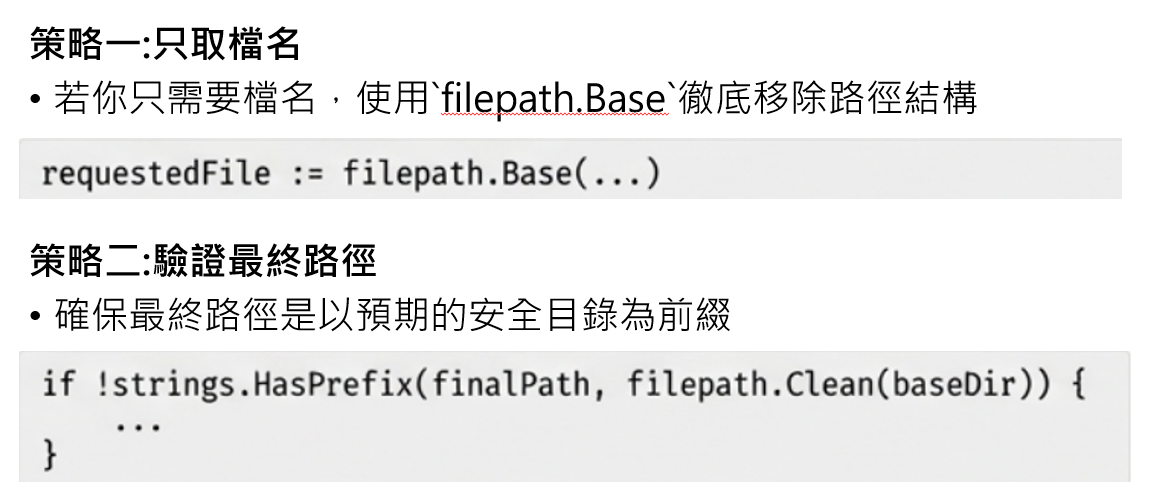 策略一:只取檔名
• 若你只需要檔名，使用`filepath.Base`徹底移除路徑結構
requestedFile := filepath.Base(...)
策略二:驗證最終路徑
• 確保最終路徑是以預期的安全目錄為前綴
if !strings.HasPrefix(finalPath, filepath.Clean(baseDir)) {
...
}